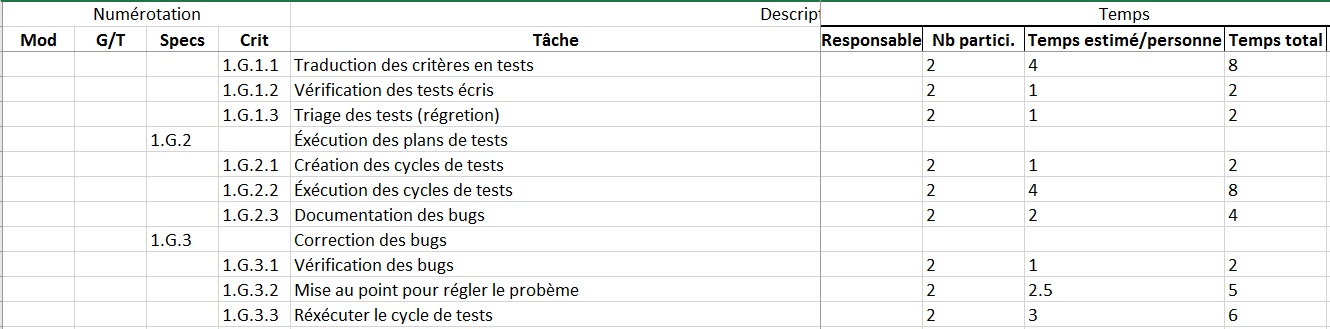 Numérotation Descript Temps
Mod G/T Specs Crit Tâche Responsable Nb partici. Temps estimé/personne Temps total
1.G.1.1 Traduction des critères en tests 2 4 8
1.G.1.2 Vérification des tests écris 2 1 2
1.G.1.3 Triage des tests (régretion) 2 1 2
1.G.2 Éxécution des plans de tests
1.G.2.1 Création des cycles de tests 2 1 2
1.G.2.2 Éxécution des cycles de tests 2 4 8
1.G.2.3 Documentation des bugs 2 2 4
1.G.3 Correction des bugs
1.G.3.1 Vérification des bugs 2 1 2
1.G.3.2 Mise au point pour régler le probème 2 2.5 5
1.G.3.3 Réxécuter le cycle de tests 2 3 6